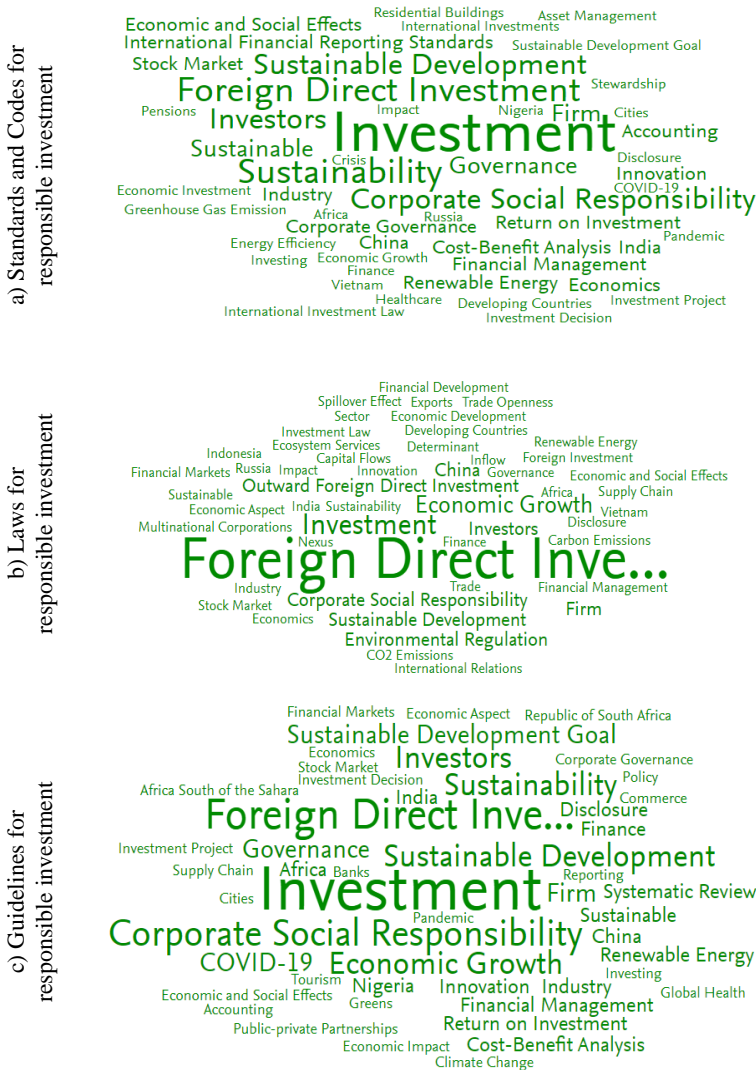 a) Standards and Codes for
responsible investment
Residential Buildings
Asset Management
Economic and Social Effects
International Investments
International Financial Reporting Standards
Sustainable Development Goal
Stock Market
Sustainable Development
Foreign Direct Investment
Stewardship
Pensions
Impact
Nigeria
Firm
Cities
Investors
Investment
Accounting
Sustainable
Crisis
Sustainability
Governance
Disclosure
Innovation
COVID-19
Economic Investment
Industry
Corporate Social Responsibility
Greenhouse Gas Emission
Africa
Russia
Corporate Governance
Return on Investment
Energy Efficiency
China
Cost-Benefit Analysis
India
Pandemic
Investing
Economic Growth
Financial Management
Finance
Vietnam
Renewable Energy
Economics
Healthcare
Developing Countries
Investment Project
International Investment Law
Investment Decision
b) Laws for
responsible investment
Financial Development
Spillover Effect
Exports
Trade Openness
Sector
Economic Development
Investment Law
Developing Countries
Ecosystem Services
Determinant
Renewable Energy
Indonesia
Capital Flows
Inflow
Foreign Investment
Financial Markets
Russia
Impact
Innovation
China
Governance
Economic and Social Effects
Outward Foreign Direct Investment
Sustainable
Africa
Supply Chain
Economic Aspect
India
Sustainability
Economic Growth
Vietnam
Multinational Corporations
Investment
Investors
Disclosure
Nexus
Finance
Carbon Emissions
Foreign Direct Inve...
Industry
Trade
Financial Management
Stock Market
Corporate Social Responsibility
Firm
Economics
Sustainable Development
Environmental Regulation
CO2 Emissions
International Relations
c) Guidelines for
responsible investment
Financial Markets
Economic Aspect
Republic of South Africa
Sustainable Development Goal
Economics
Investors
Corporate Governance
Stock Market
Investment Decision
Sustainability
Policy
Africa South of the Sahara
India
Commerce
Foreign Direct Inve...
Disclosure
Finance
Investment Project
Governance
Sustainable Development
Supply Chain
Africa
Banks
Reporting
Cities
Investment
Firm
Systematic Review
Pandemic
Sustainable
Corporate Social Responsibility
China
COVID-19
Economic Growth
Renewable Energy
Investing
Tourism
Nigeria
Innovation
Industry
Global Health
Economic and Social Effects
Greens
Financial Management
Accounting
Public-private Partnerships
Return on Investment
Economic Impact
Cost-Benefit Analysis
Climate Change